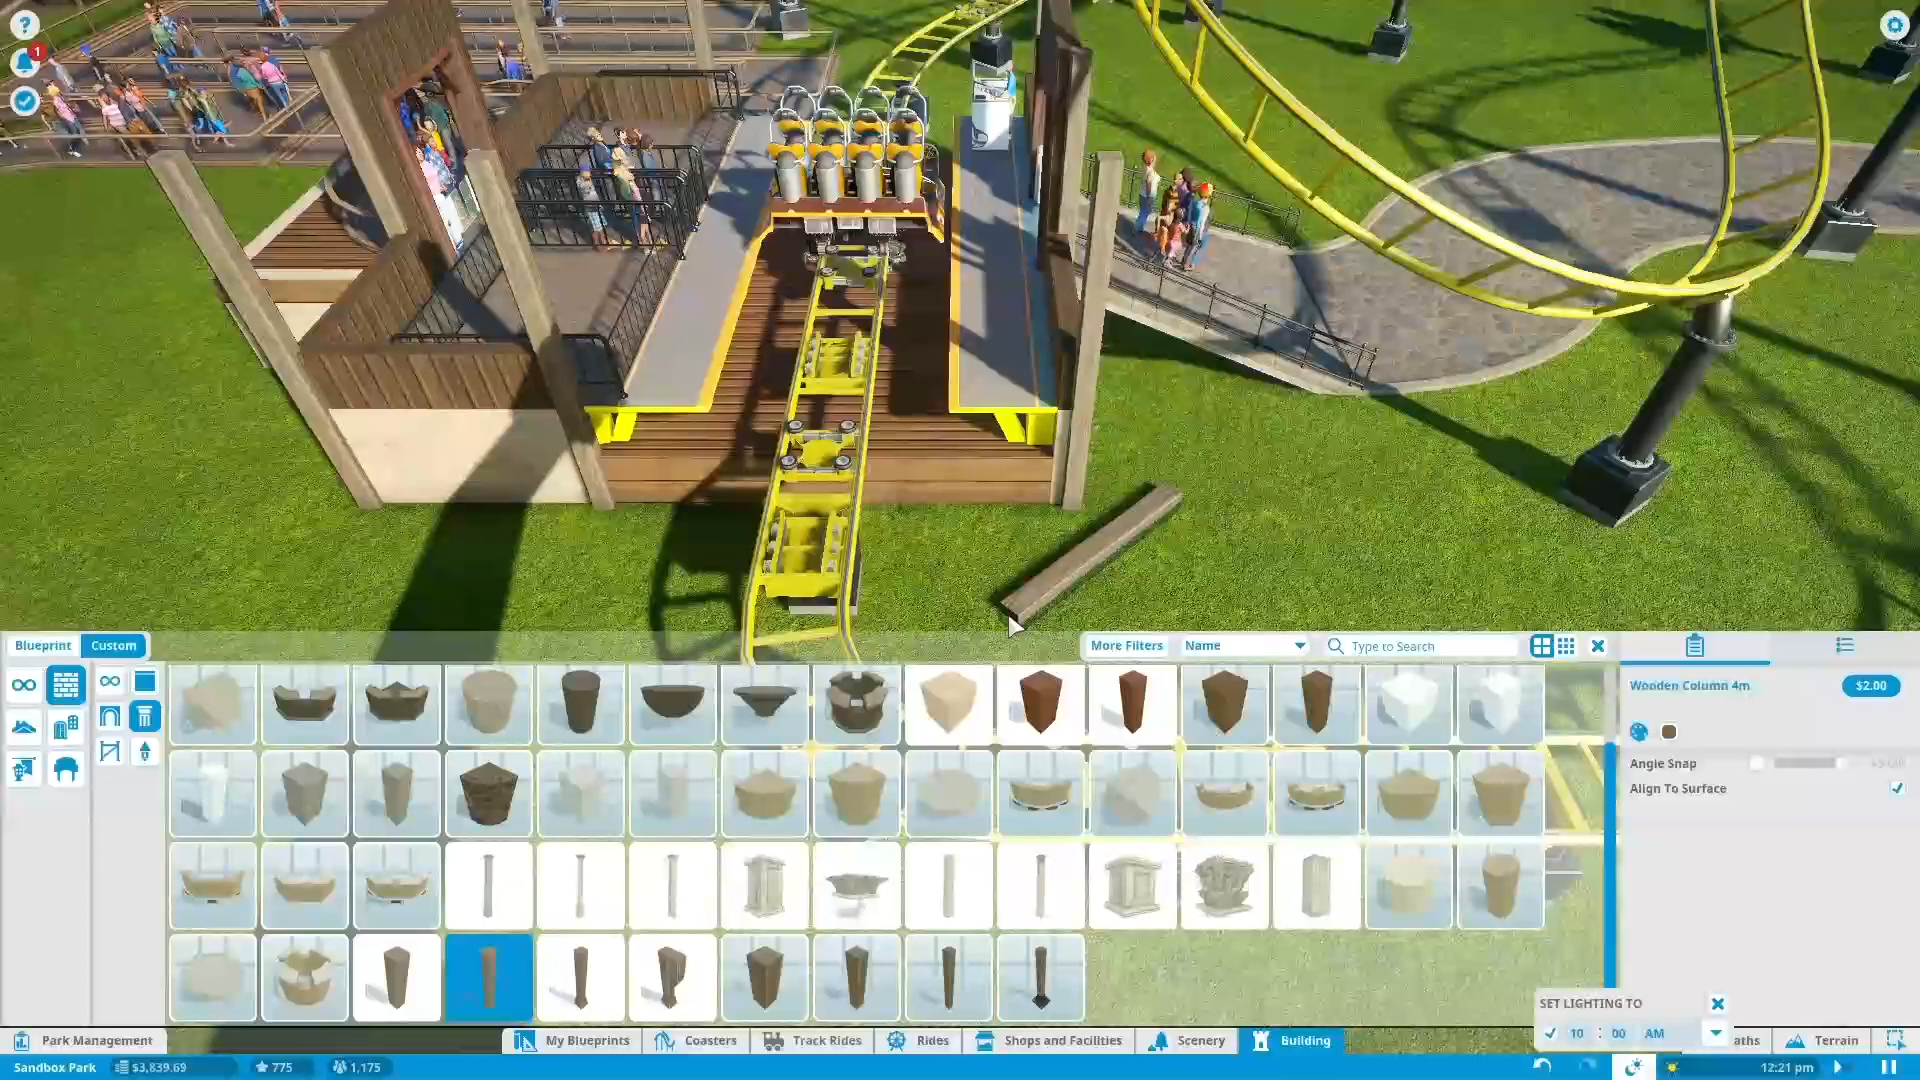 ?
1
Blueprint
Custom
More Filters
Name
Type to Search
Wooden Column 4m
$2.00
Angle Snap
Align To Surface
SET LIGHTING TO
10 : 00 AM
Park Management
My Blueprints
Coasters
Track Rides
Rides
Shops and Facilities
Scenery
Building
aths
Terrain
Sandbox Park
$3,839.69
775
1,175
12:21 pm